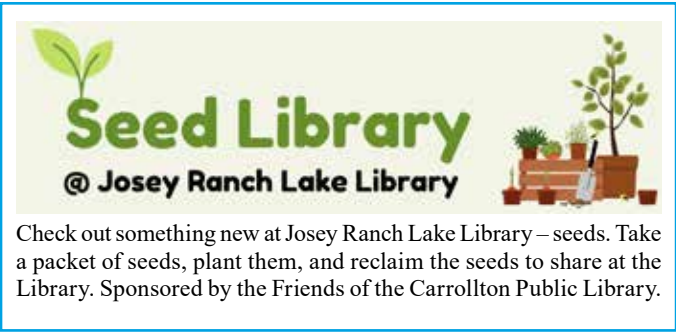 Seed Library
@ Josey Ranch Lake Library
Check out something new at Josey Ranch Lake Library – seeds. Take
a packet of seeds, plant them, and reclaim the seeds to share at the
Library. Sponsored by the Friends of the Carrollton Public Library.